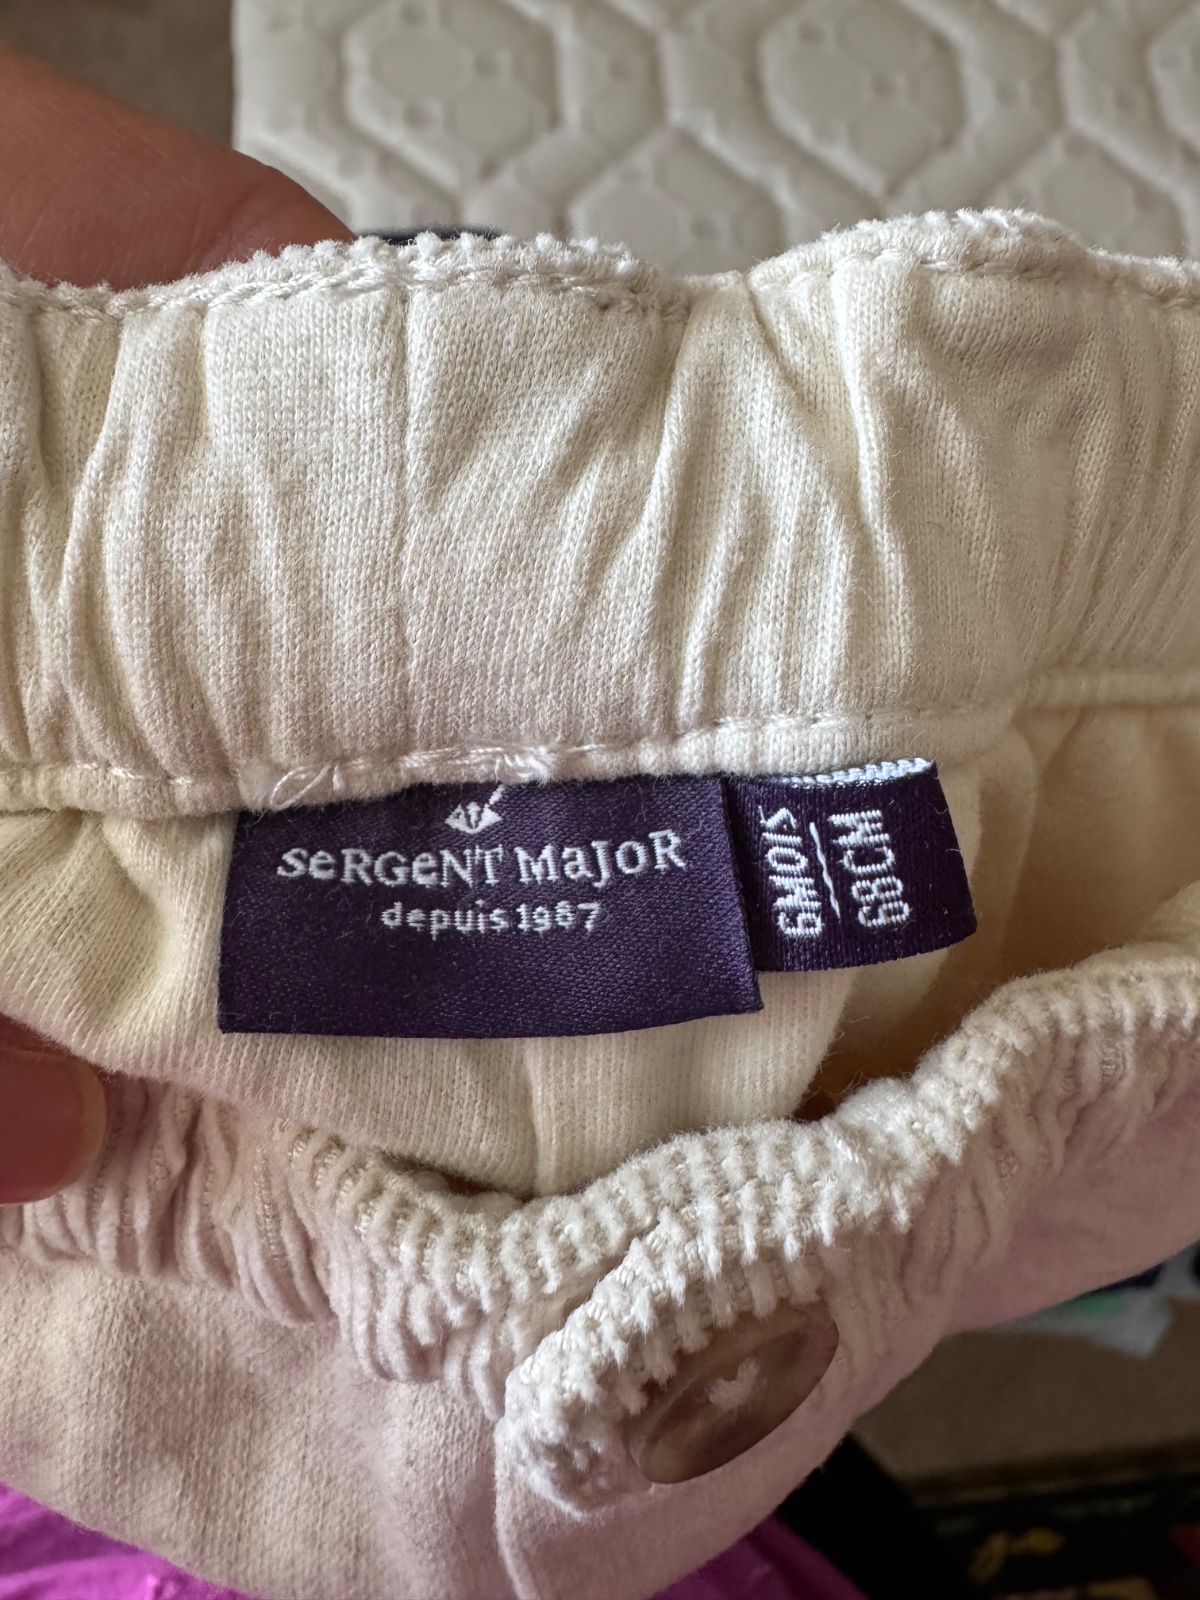 SeRGeNT MaJoR
depuis 1987
6MOIS
68CM